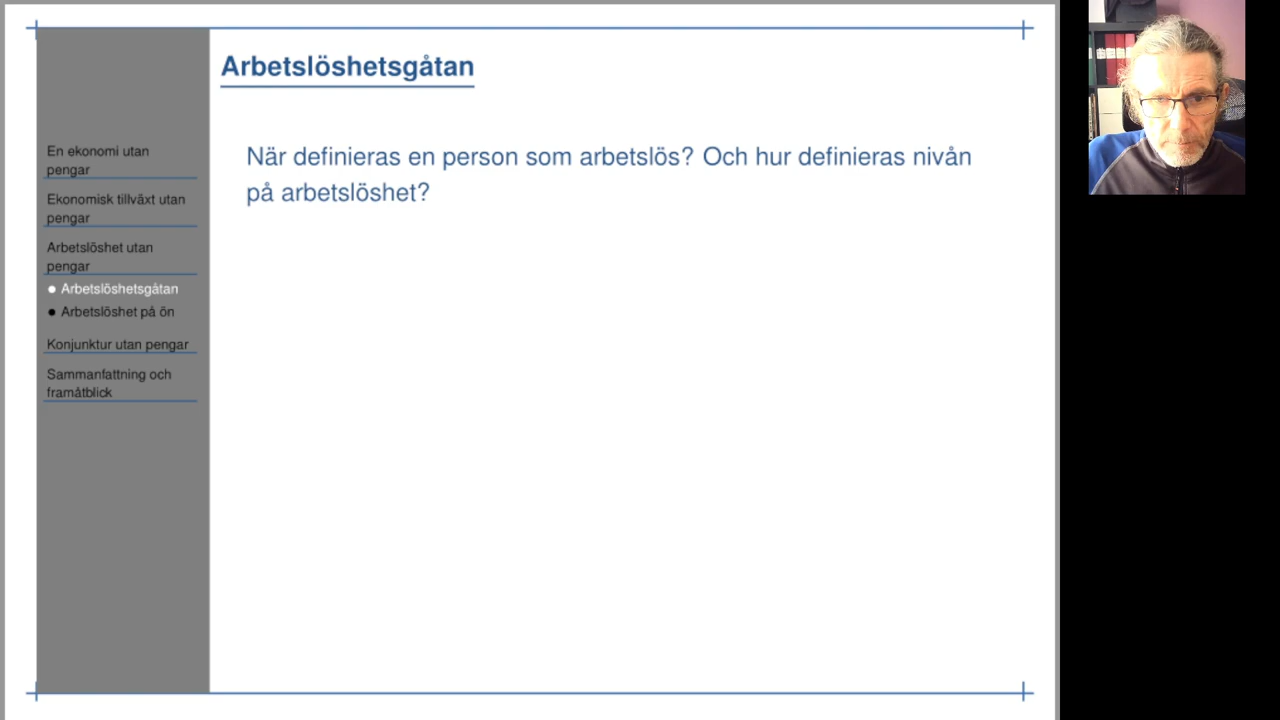 Arbetslöshetsgåtan
En ekonomi utan
pengar
Ekonomisk tillväxt utan
pengar
Arbetslöshet utan
pengar
● Arbetslöshetsgåtan
● Arbetslöshet på ön
Konjunktur utan pengar
Sammanfattning och
framåtblick
När definieras en person som arbetslös? Och hur definieras nivån
på arbetslöshet?